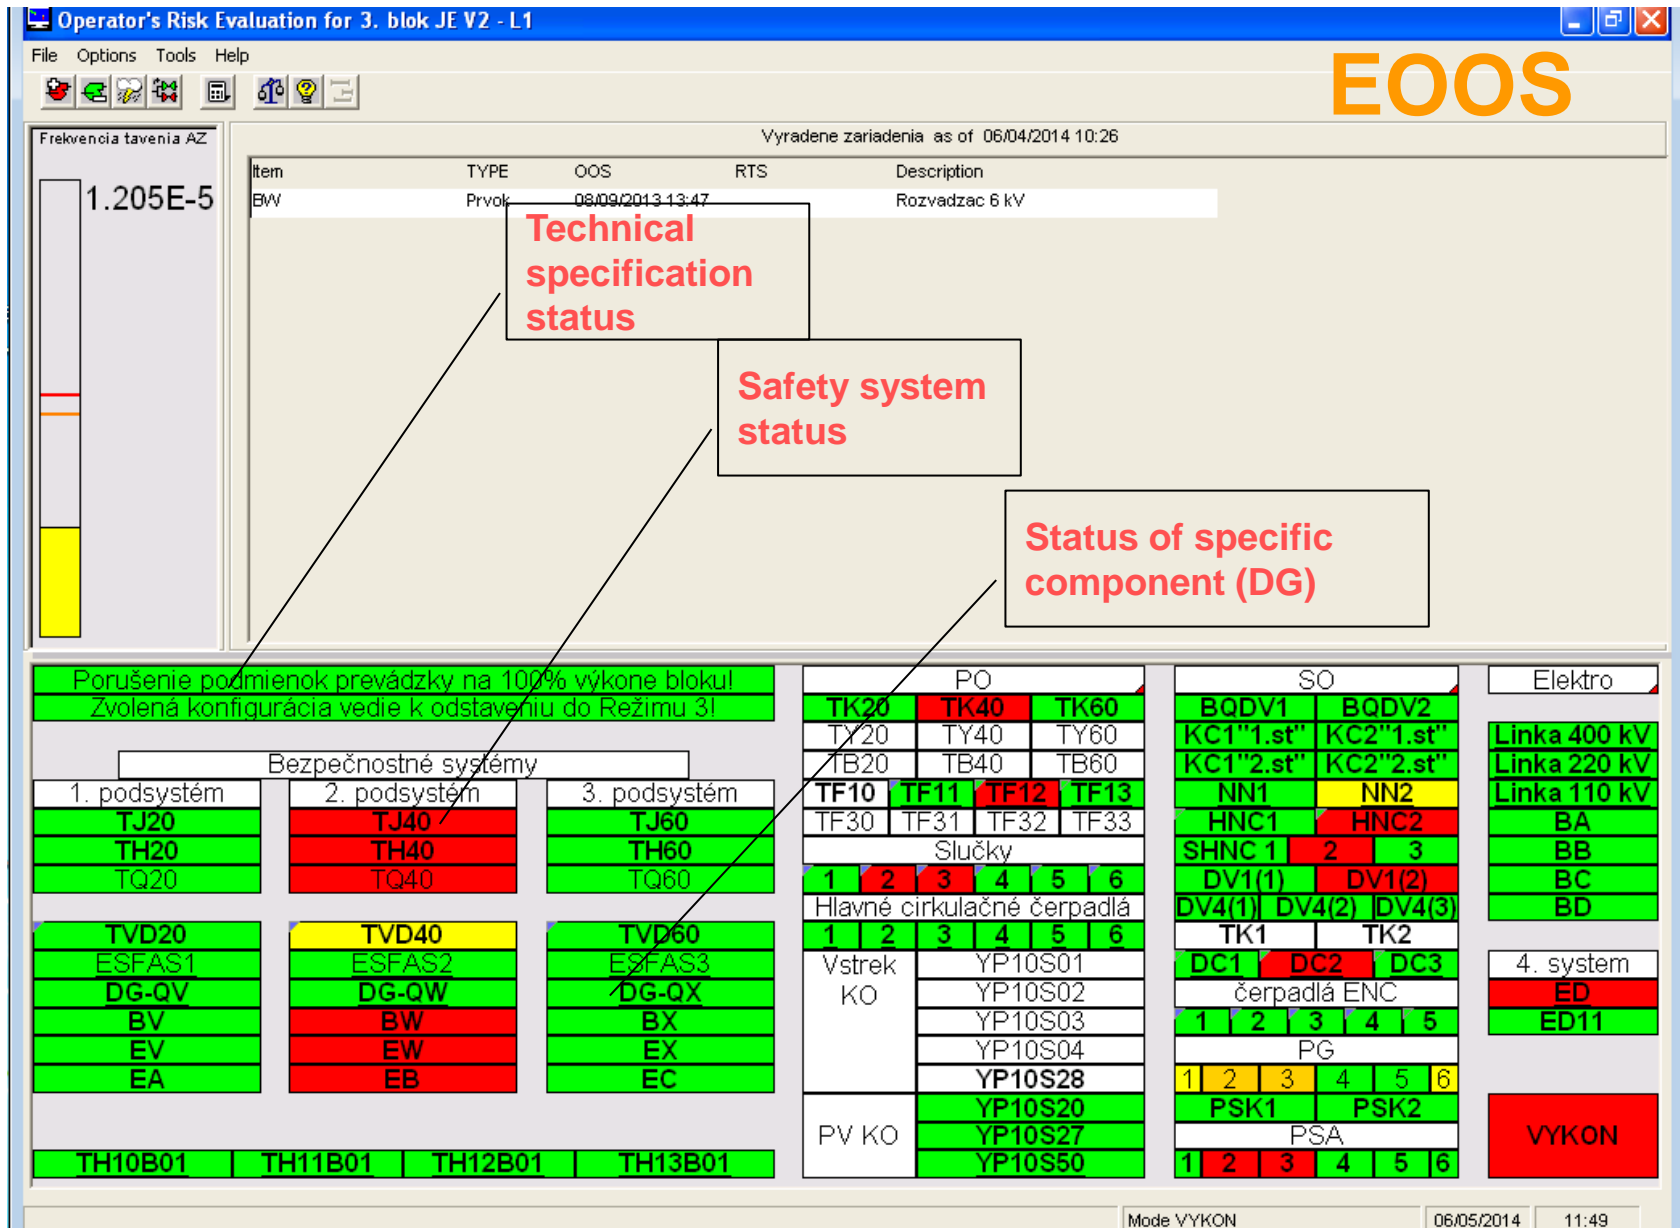 Operator's Risk Evaluation for 3. blok JE V2 - L1
File Options Tools Help
EOOS
Frekvencia tavenia AZ
1.205E-5
Vyradene zariadenia as of 06/04/2014 10:26
Item TYPE OOS RTS Description
BW Prvok 08/09/2013 13:47 Rozvadzac 6 kV
Technical
specification
status
Safety system
status
Status of specific
component (DG)
Porušenie podmienok prevádzky na 100% výkone bloku!
Zvolená konfigurácia vedie k odstaveniu do Režimu 3!
Bezpečnostné systémy
1. podsystém 2. podsystém 3. podsystém
TJ20 TJ40 TJ60
TH20 TH40 TH60
TQ20 TQ40 TQ60
TVD20 TVD40 TVD60
ESFAS1 ESFAS2 ESFAS3
DG-QV DG-QW DG-QX
BV BW BX
EV EW EX
EA EB EC
TH10B01 TH11B01 TH12B01 TH13B01
PO
TK20 TK40 TK60
TY20 TY40 TY60
TB20 TB40 TB60
TF10 TF11 TF12 TF13
TF30 TF31 TF32 TF33
Slučky
1 2 3 4 5 6
Hlavné cirkulačné čerpadlá
1 2 3 4 5 6
Vstrek YP10S01
KO YP10S02
YP10S03
YP10S04
YP10S28
YP10S20
PV KO YP10S27
YP10S50
SO
BQDV1 BQDV2
KC1"1.st" KC2"1.st"
KC1"2.st" KC2"2.st"
NN1 NN2
HNC1 HNC2
SHNC 1 2 3
DV1(1) DV1(2)
DV4(1) DV4(2) DV4(3)
TK1 TK2
DC1 DC2 DC3
čerpadlá ENC
1 2 3 4 5
PG
1 2 3 4 5 6
PSK1 PSK2
PSA
1 2 3 4 5 6
Elektro
Linka 400 kV
Linka 220 kV
Linka 110 kV
BA
BB
BC
BD
4. system
ED
ED11
VYKON
Mode VYKON 06/05/2014 11:49